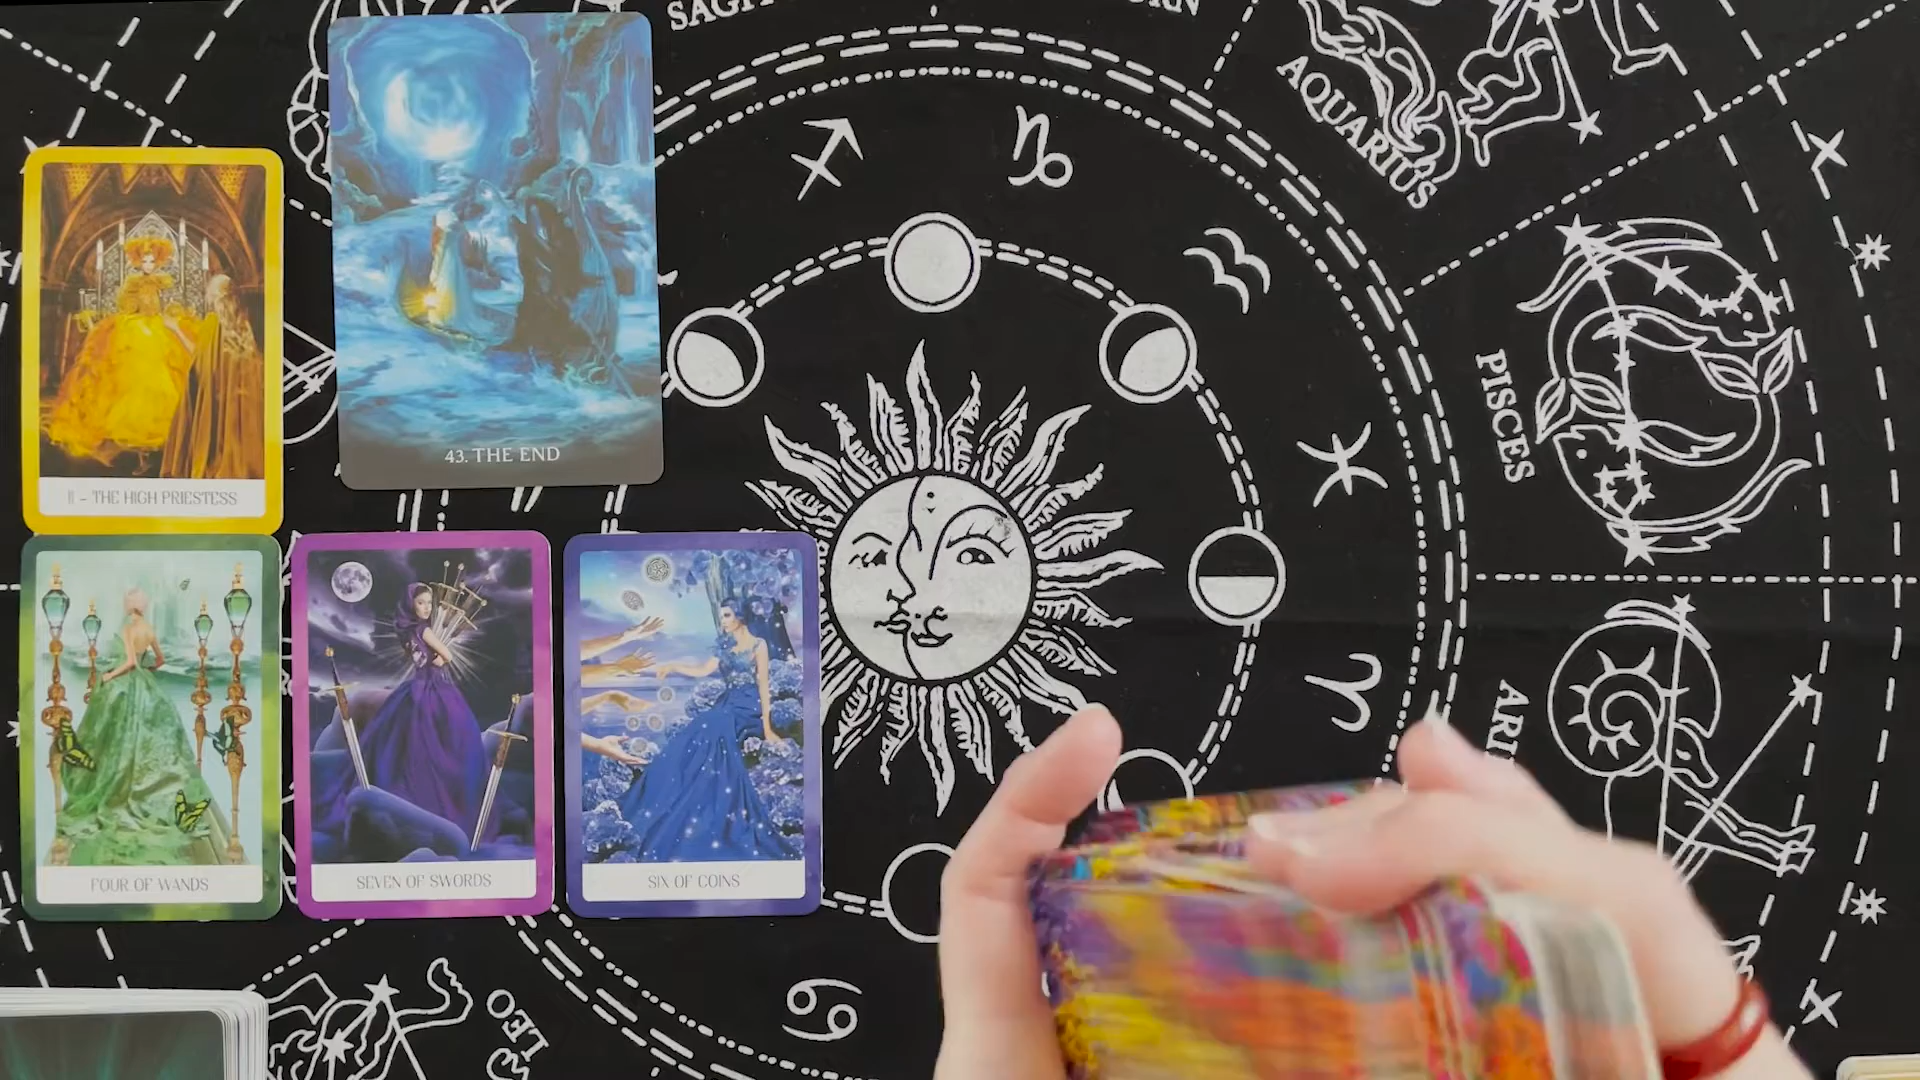 AQUARIUS
PISCES
II - THE HIGH PRIESTESS
43. THE END
FOUR OF WANDS
SEVEN OF SWORDS
SIX OF COINS
LEO